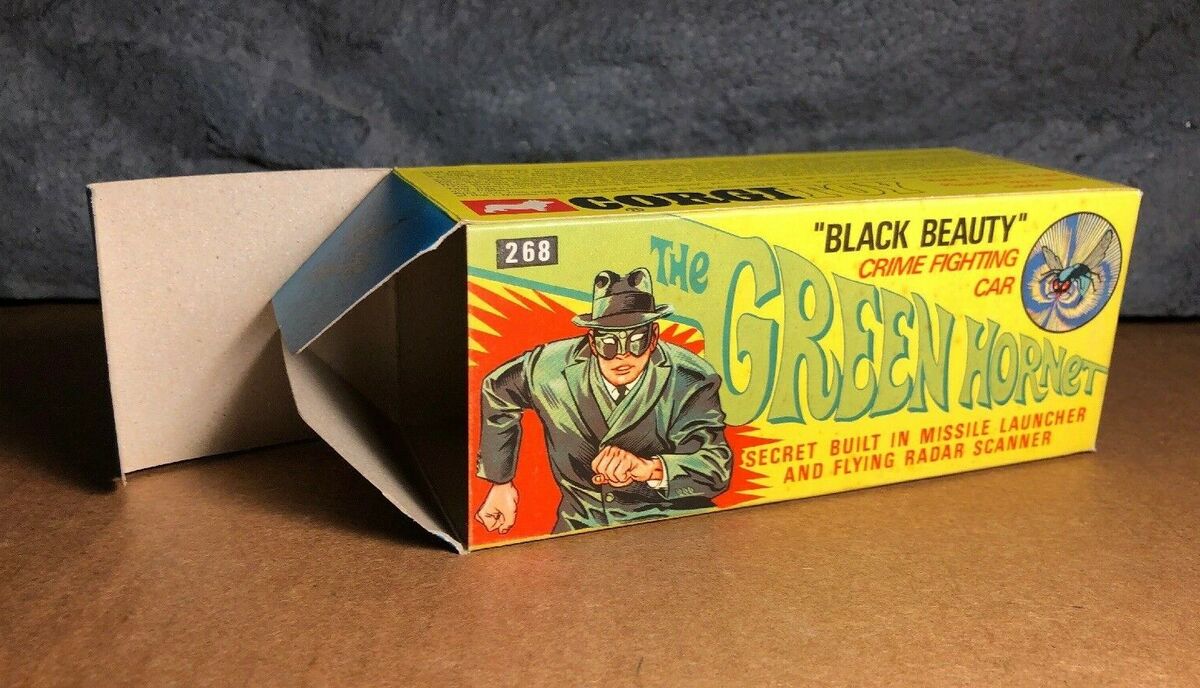 CORGI TOYS
268
THE
GREEN HORNET
"BLACK BEAUTY"
CRIME FIGHTING
CAR
SECRET BUILT IN MISSILE LAUNCHER
AND FLYING RADAR SCANNER